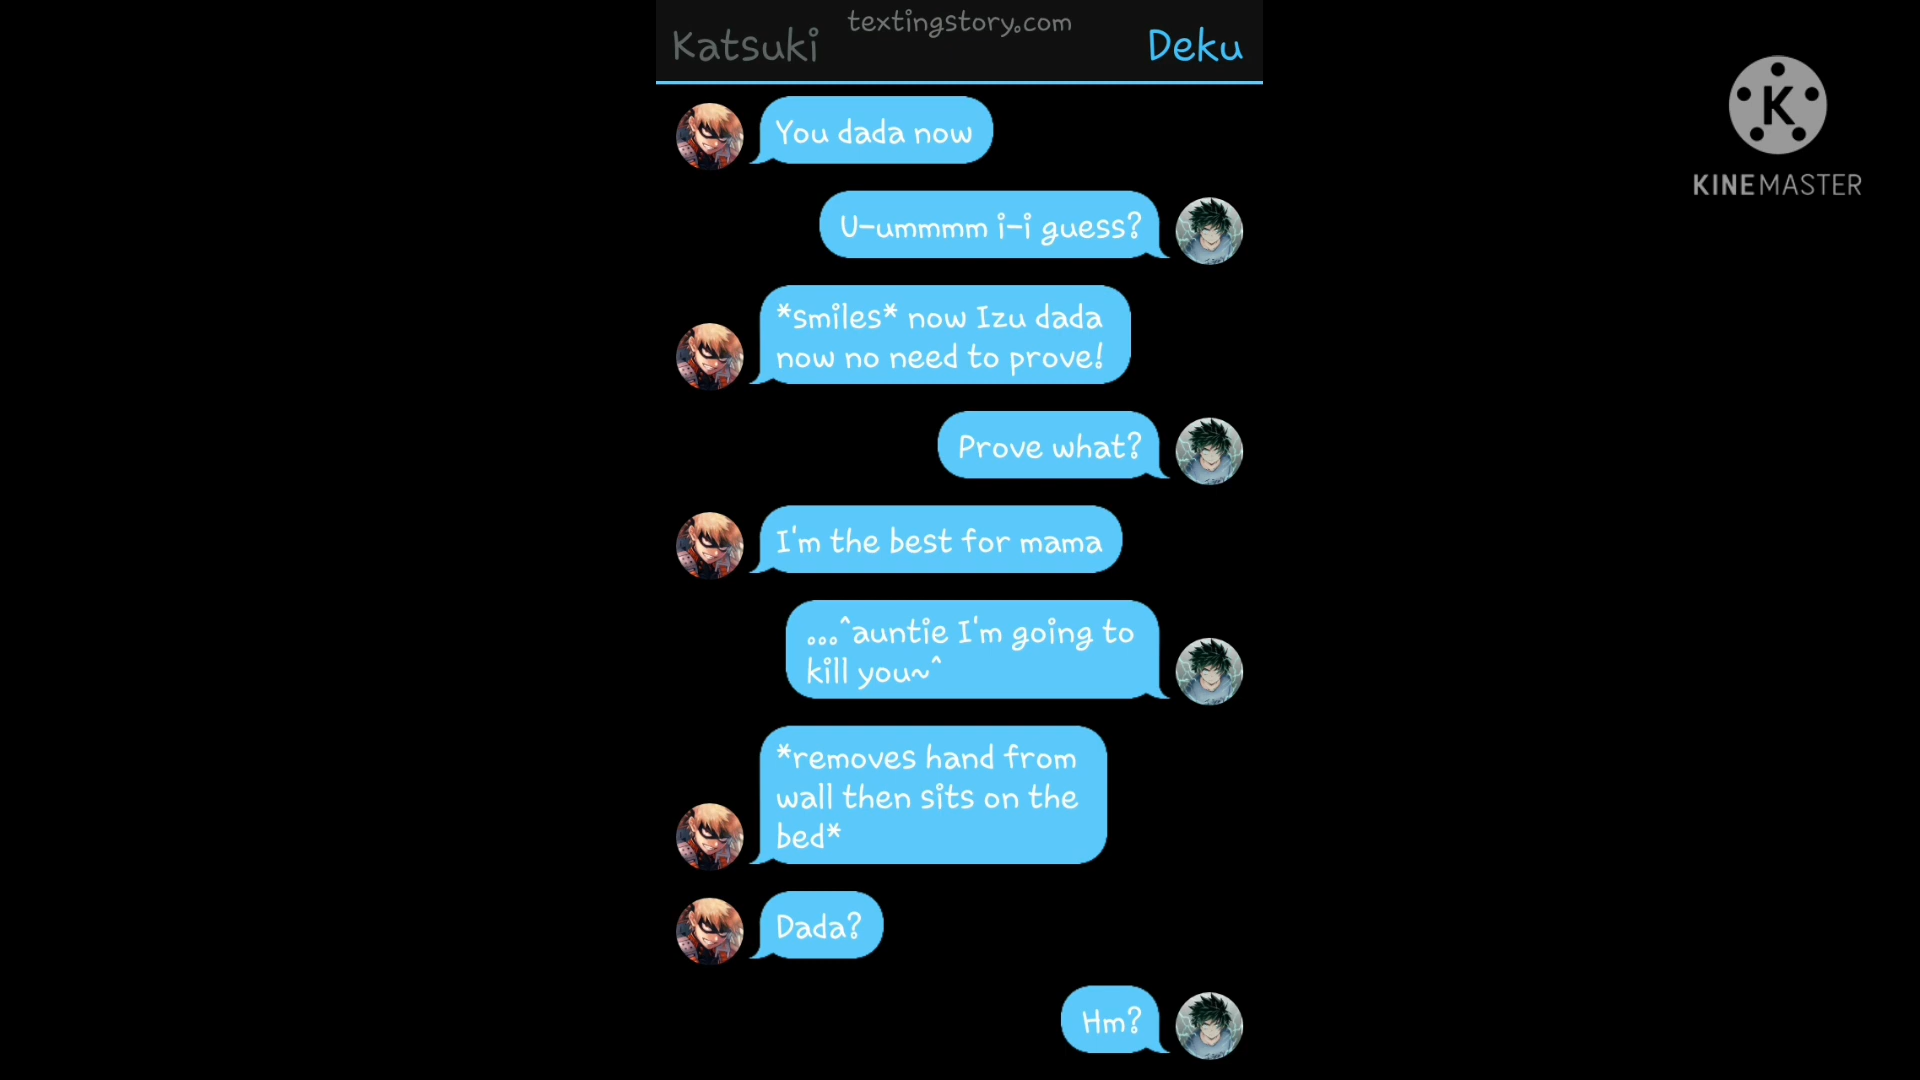 textingstory.com
Katsuki
Deku
You dada now
U-ummmm i-i guess?
*smiles* now Izu dada
now no need to prove!
Prove what?
I'm the best for mama
...^auntie I'm going to
kill you~^
*removes hand from
wall then sits on the
bed*
Dada?
Hm?
K
KINEMASTER